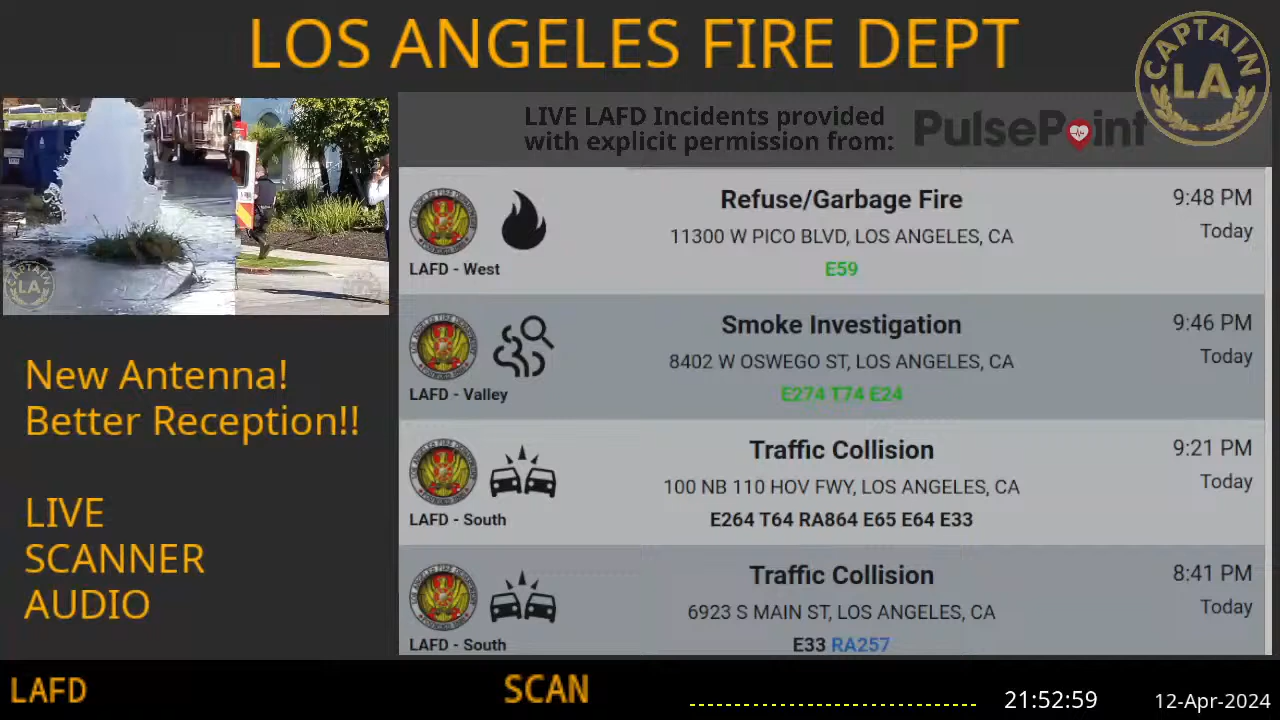 LOS ANGELES FIRE DEPT
CAPTAIN
LA
LIVE LAFD Incidents provided
with explicit permission from:
PulsePoint
Refuse/Garbage Fire
9:48 PM
11300 W PICO BLVD, LOS ANGELES, CA
Today
LAFD - West
E59
Smoke Investigation
9:46 PM
8402 W OSWEGO ST, LOS ANGELES, CA
Today
LAFD - Valley
E274 T74 E24
Traffic Collision
9:21 PM
100 NB 110 HOV FWY, LOS ANGELES, CA
Today
LAFD - South
E264 T64 RA864 E65 E64 E33
Traffic Collision
8:41 PM
6923 S MAIN ST, LOS ANGELES, CA
Today
LAFD - South
E33 RA257
CAPTAIN
LA
New Antenna!
Better Reception!!
LIVE
SCANNER
AUDIO
LAFD
SCAN
21:52:59
12-Apr-2024